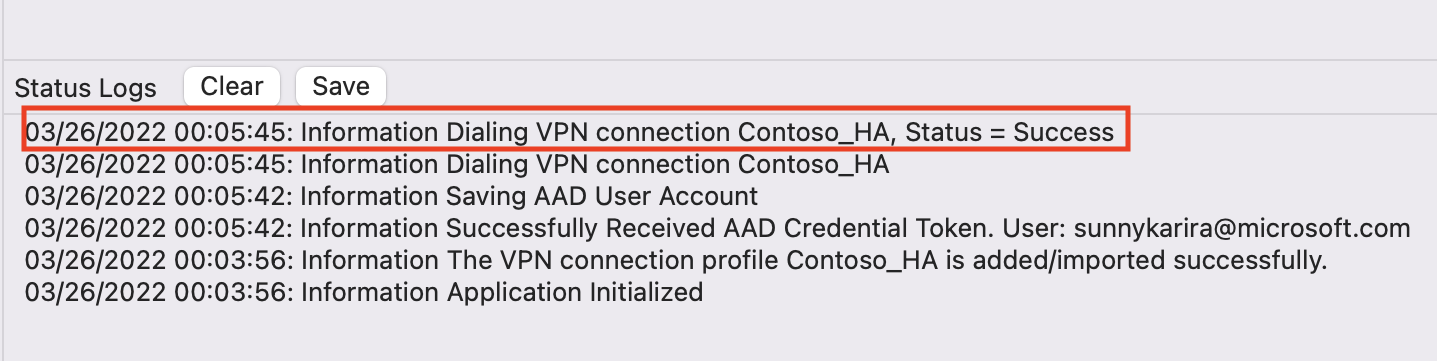 Status Logs Clear Save
03/26/2022 00:05:45: Information Dialing VPN connection Contoso_HA, Status = Success
03/26/2022 00:05:45: Information Dialing VPN connection Contoso_HA
03/26/2022 00:05:42: Information Saving AAD User Account
03/26/2022 00:05:42: Information Successfully Received AAD Credential Token. User: sunnykarira@microsoft.com
03/26/2022 00:03:56: Information The VPN connection profile Contoso_HA is added/imported successfully.
03/26/2022 00:03:56: Information Application Initialized